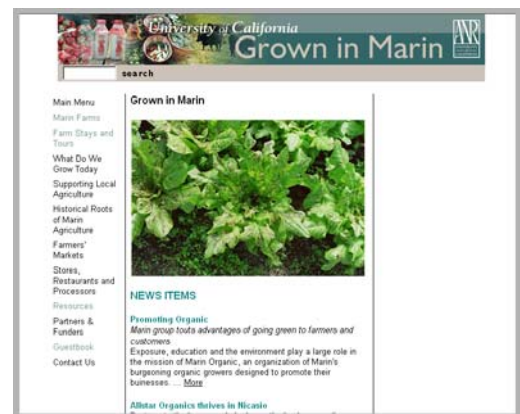 University of California
Grown in Marin
ANR
search
Main Menu
Marin Farms
Farm Stays and
Tours
What Do We
Grow Today
Supporting Local
Agriculture
Historical Roots
of Marin
Agriculture
Farmers'
Markets
Stores,
Restaurants and
Processors
Resources
Partners &
Funders
Guestbook
Contact Us
Grown in Marin
NEWS ITEMS
Promoting Organic
Marin group touts advantages of going green to farmers and
customers
Exposure, education and the environment play a large role in
the mission of Marin Organic, an organization of Marin's
burgeoning organic growers designed to promote their
buinesses. ... More
Allstar Organics thrives in Nicasio